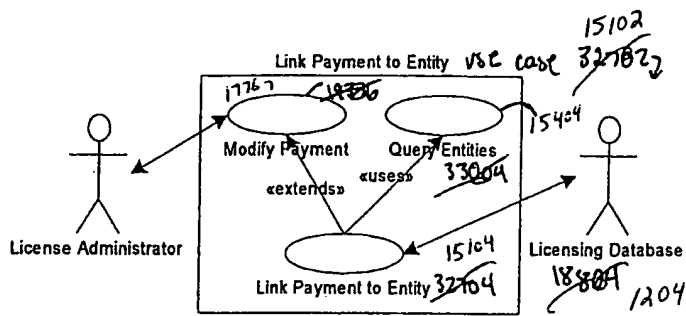 15102
Link Payment to Entity use case 32702
17767 18336
15404
Modify Payment Query Entities
«extends» «uses» 33004
License Administrator
15104
Licensing Database
Link Payment to Entity 32704
18804 1204